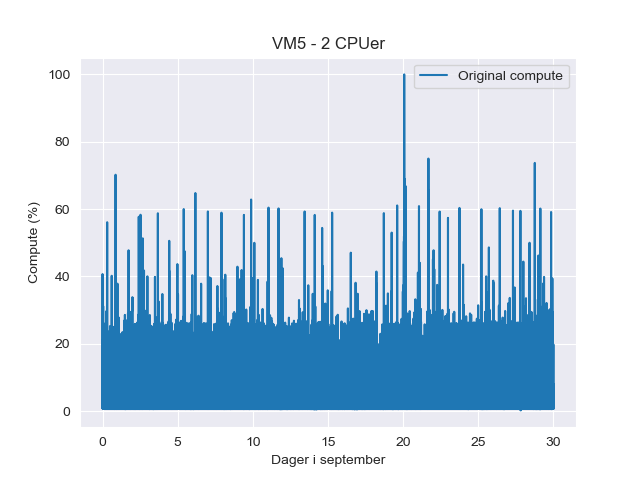 VM5 - 2 CPUer
Original compute
Compute (%)
100
80
60
40
20
0
0 5 10 15 20 25 30
Dager i september